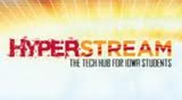 HYPERSTREAM
THE TECH HUB FOR IOWA STUDENTS